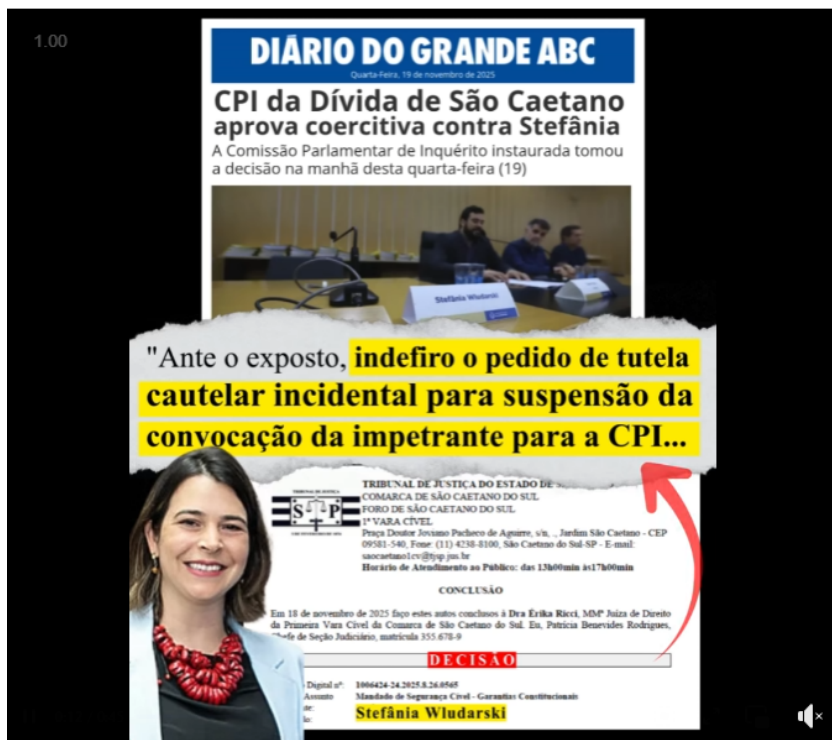 1.00
DIÁRIO DO GRANDE ABC
Quarta-Feira, 19 de novembro de 2025
CPI da Dívida de São Caetano
aprova coercitiva contra Stefânia
A Comissão Parlamentar de Inquérito instaurada tomou
a decisão na manhã desta quarta-feira (19)
Stefânia Wludarski
"Ante o exposto, indefiro o pedido de tutela
cautelar incidental para suspensão da
convocação da impetrante para a CPI...
TRIBUNAL DE JUSTIÇA DO ESTADO DE
COMARCA DE SÃO CAETANO DO SUL
FORO DE SÃO CAETANO DO SUL
1ª VARA CÍVEL
Praça Doutor Joviano Pacheco de Aguirre, s/n, ., Jardim São Caetano - CEP
09581-540, Fone: (11) 4238-8100, São Caetano do Sul-SP - E-mail:
saocaetano1cv@tjsp.jus.br
Horário de Atendimento ao Público: das 13h00min às17h00min
S P
CONCLUSÃO
Em 18 de novembro de 2025 faço estes autos conclusos à Dra Érika Ricci, MMª Juíza de Direito
da Primeira Vara Cível da Comarca de São Caetano do Sul. Eu, Patrícia Benevides Rodrigues,
Chefe de Seção Judiciário, matrícula 355.678-9
DECISÃO
Digital nº: 1006424-24.2025.8.26.0565
Assunto Mandado de Segurança Cível - Garantias Constitucionais
Stefânia Wludarski